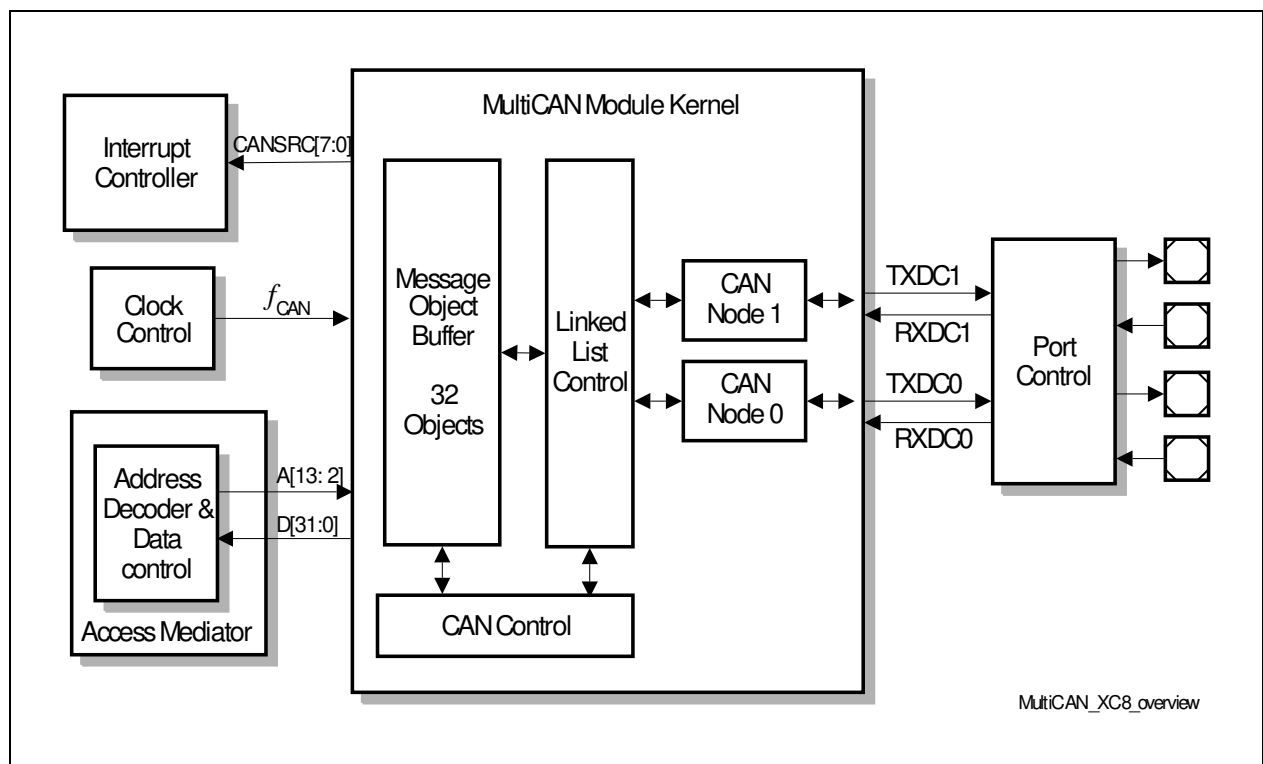 MultiCAN Module Kernel
Interrupt
Controller
CANSRC[7:0]
Clock
Control
fCAN
Address
Decoder &
Data
control
A[13: 2]
D[31:0]
Access Mediator
Message
Object
Buffer
32
Objects
Linked
List
Control
CAN
Node 1
CAN
Node 0
CAN Control
TXDC1
RXDC1
TXDC0
RXDC0
Port
Control
MultiCAN_XC8_overview